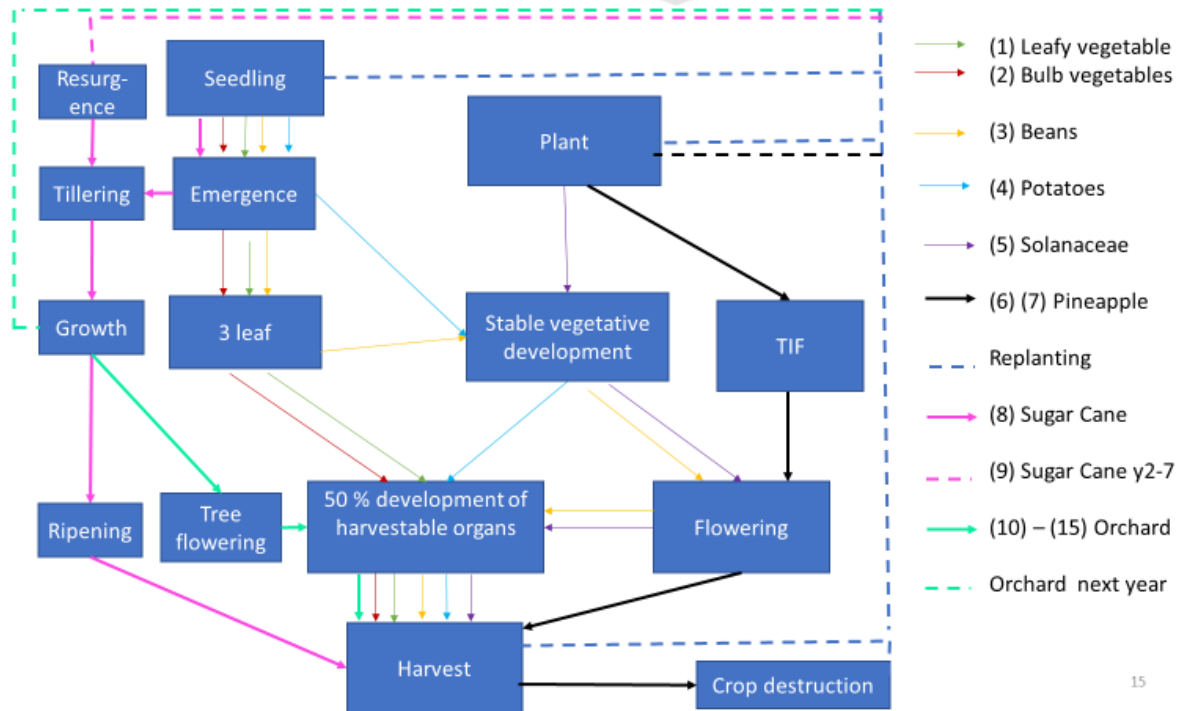 Resurg-
ence
Seedling
Plant
Tillering
Emergence
Growth
3 leaf
Stable vegetative
development
TIF
Ripening
Tree
flowering
50 % development of
harvestable organs
Flowering
Harvest
Crop destruction
(1) Leafy vegetable
(2) Bulb vegetables
(3) Beans
(4) Potatoes
(5) Solanaceae
(6) (7) Pineapple
Replanting
(8) Sugar Cane
(9) Sugar Cane y2-7
(10) – (15) Orchard
Orchard next year
15